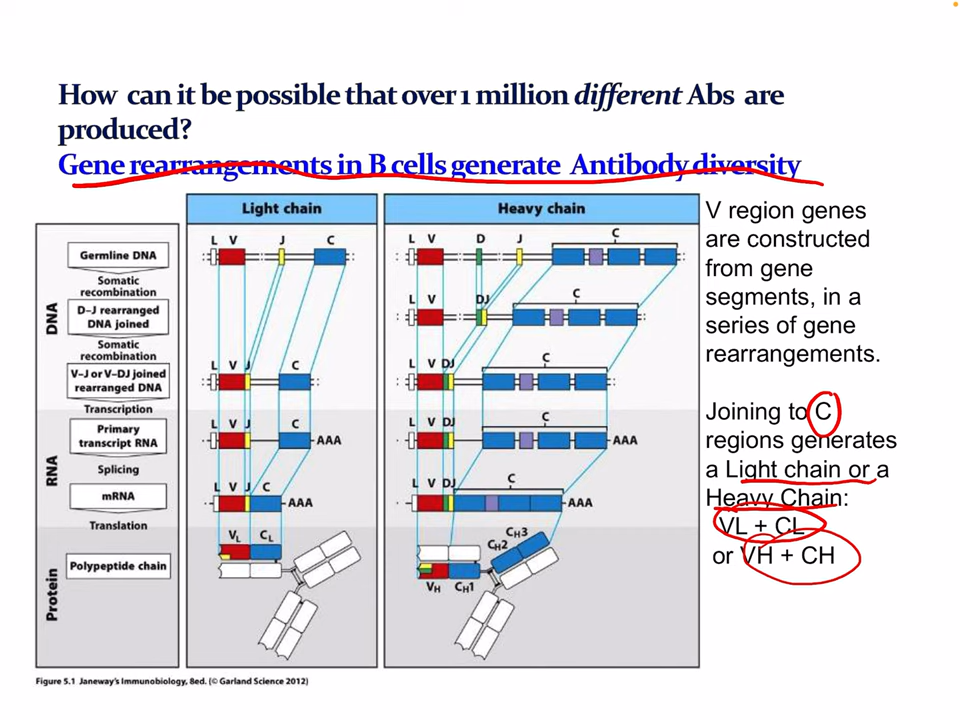 How can it be possible that over 1 million different Abs are
produced?
Gene rearrangements in B cells generate Antibody diversity
Light chain
Heavy chain
DNA
RNA
Protein
Germline DNA
Somatic
recombination
D–J rearranged
DNA joined
Somatic
recombination
V–J or V–DJ joined
rearranged DNA
Transcription
Primary
transcript RNA
Splicing
mRNA
Translation
Polypeptide chain
L V J C
L V J C
L V J C
AAA
L V J C
AAA
VL CL
L V D J C
L V DJ C
L V DJ C
L V DJ C
AAA
L V DJ C
AAA
CH3
CH2
VH CH1
V region genes
are constructed
from gene
segments, in a
series of gene
rearrangements.
Joining to C
regions generates
a Light chain or a
Heavy Chain:
VL + CL
or VH + CH
Figure 5.1 Janeway's Immunobiology, 8ed. (© Garland Science 2012)